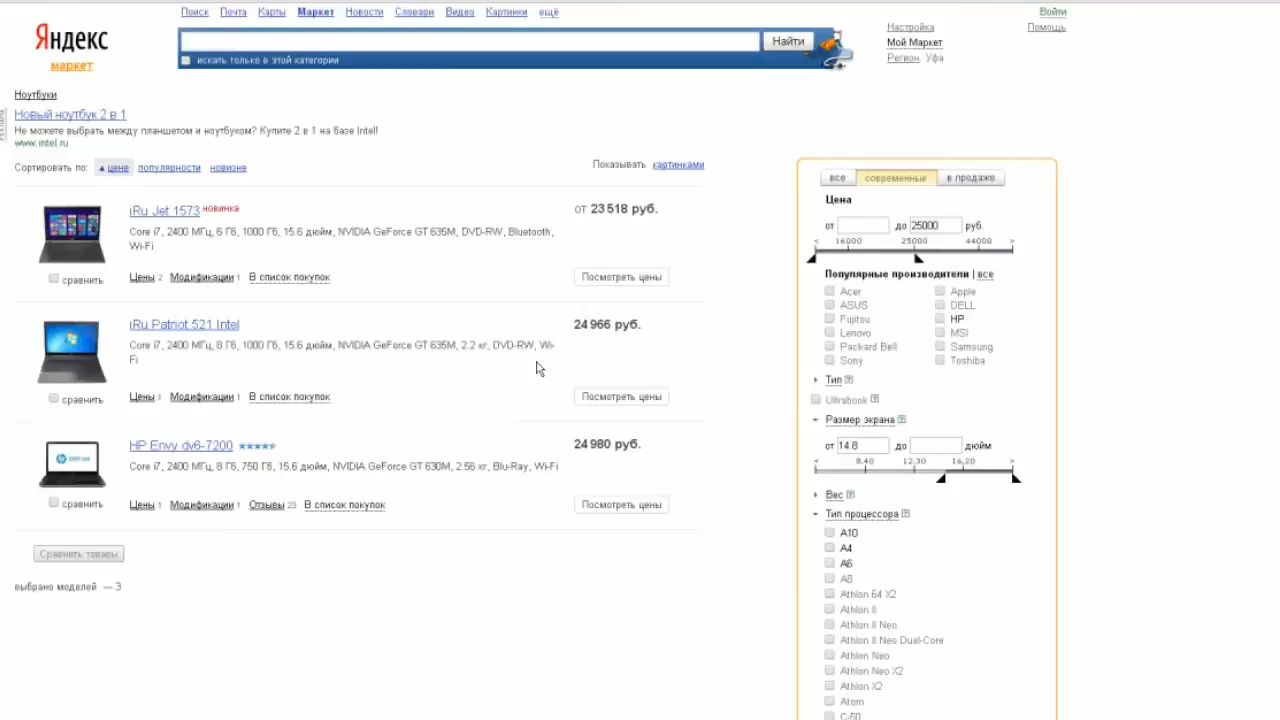 Поиск Почта Карты Маркет Новости Словари Видео Картинки ещё
Войти
Яндекс
маркет
Найти
искать только в этой категории
Настройка
Мой Маркет
Регион: Уфа
Помощь
Ноутбуки
Реклама
Новый ноутбук 2 в 1
Не можете выбрать между планшетом и ноутбуком? Купите 2 в 1 на базе Intel!
www.intel.ru
Сортировать по: ▲ цене популярности новизне
Показывать картинками
iRu Jet 1573 новинка
от 23 518 руб.
Core i7, 2400 МГц, 6 Гб, 1000 Гб, 15.6 дюйм, NVIDIA GeForce GT 635M, DVD-RW, Bluetooth,
Wi-Fi
сравнить
Цены 2 Модификации 1 В список покупок
Посмотреть цены
iRu Patriot 521 Intel
24 966 руб.
Core i7, 2400 МГц, 8 Гб, 1000 Гб, 15.6 дюйм, NVIDIA GeForce GT 635M, 2.2 кг, DVD-RW, Wi-
Fi
сравнить
Цены 1 Модификации 1 В список покупок
Посмотреть цены
HP Envy dv6-7200
24 980 руб.
Core i7, 2400 МГц, 8 Гб, 750 Гб, 15.6 дюйм, NVIDIA GeForce GT 630M, 2.56 кг, Blu-Ray, Wi-Fi
сравнить
Цены 1 Модификации 1 Отзывы 23 В список покупок
Посмотреть цены
Сравнить товары
выбрано моделей — 3
все современные в продаже
Цена
от до 25000 руб.
< 16000 25000 44000 >
Популярные производители | все
Acer Apple
ASUS DELL
Fujitsu HP
Lenovo MSI
Packard Bell Samsung
Sony Toshiba
Тип ?
Ultrabook ?
Размер экрана ?
от 14.8 до дюйм
< 8.40 12.30 16.20 >
Вес ?
Тип процессора ?
A10
A4
A6
A8
Athlon 64 X2
Athlon II
Athlon II Neo
Athlon II Neo Dual-Core
Athlon Neo
Athlon Neo X2
Athlon X2
Atom
C-50